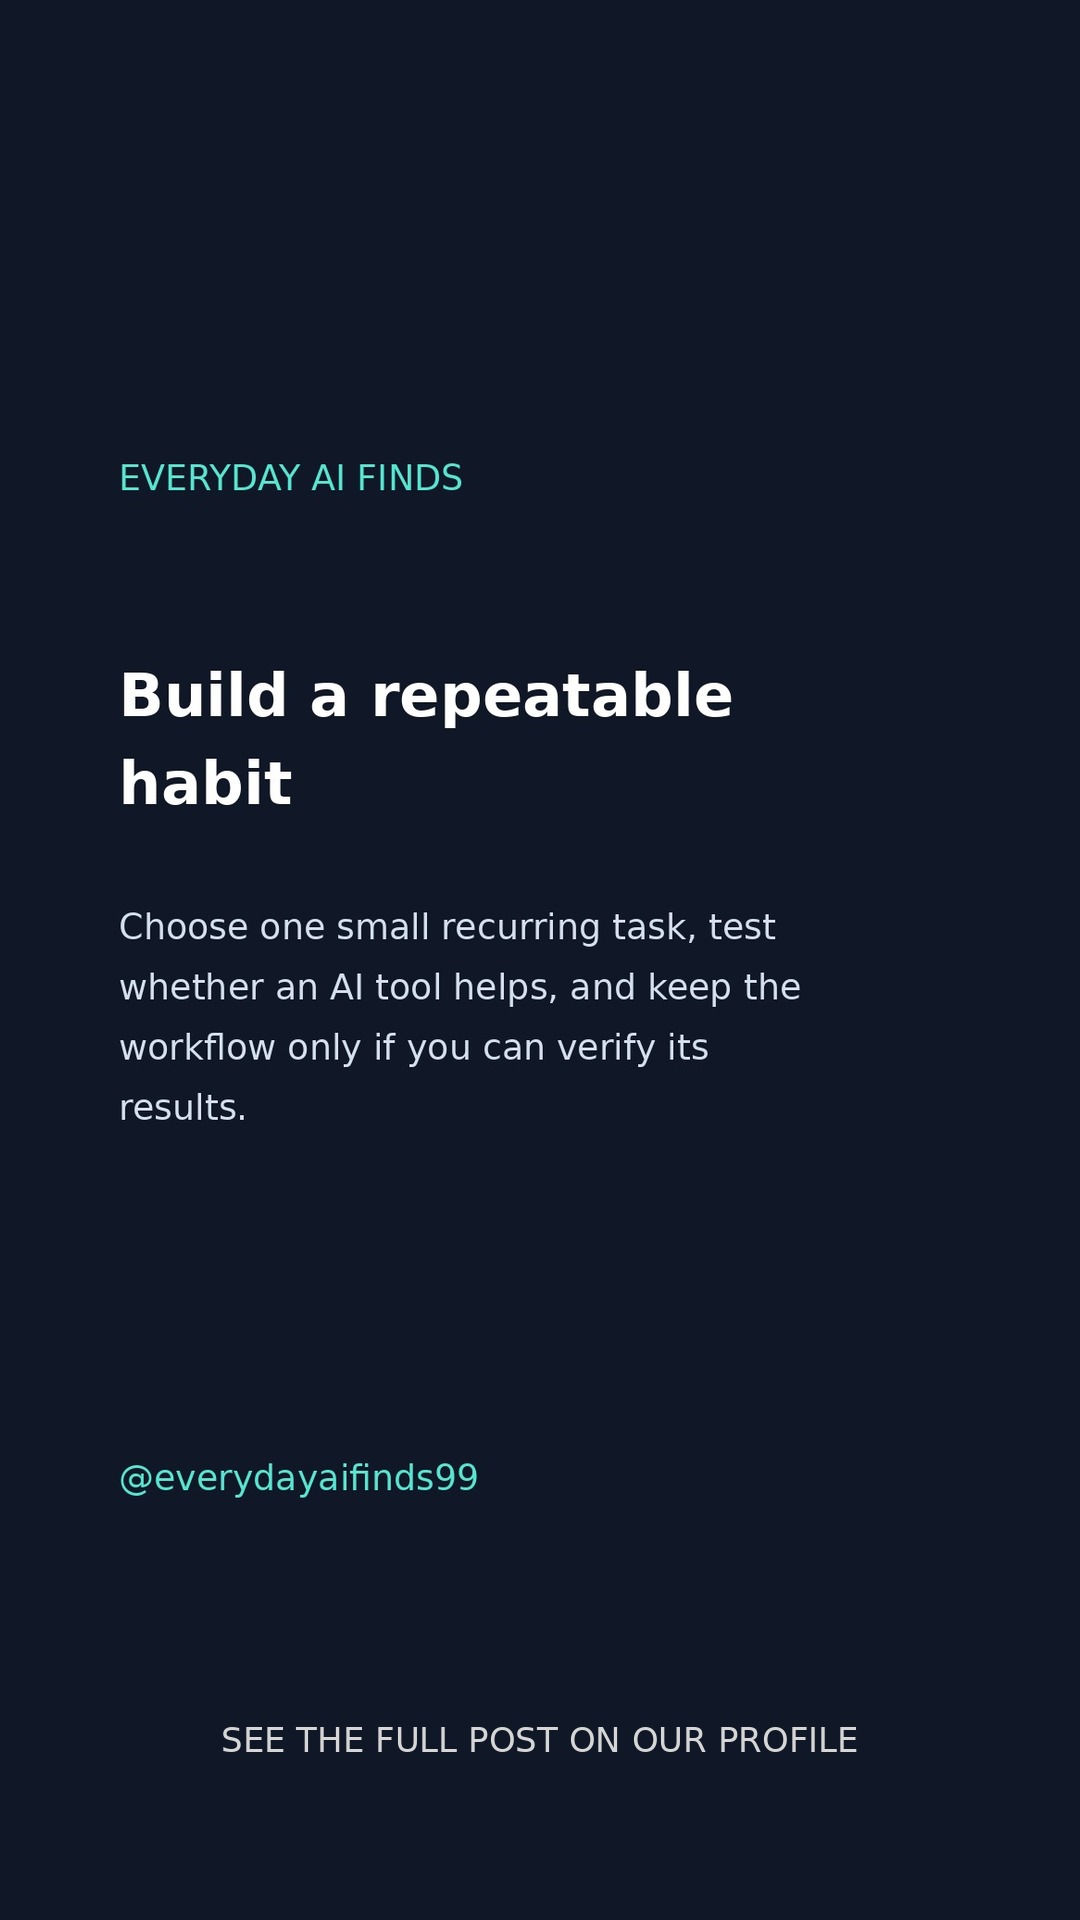 EVERYDAY AI FINDS
Build a repeatable
habit
Choose one small recurring task, test
whether an AI tool helps, and keep the
workflow only if you can verify its
results.
@everydayaifinds99
SEE THE FULL POST ON OUR PROFILE